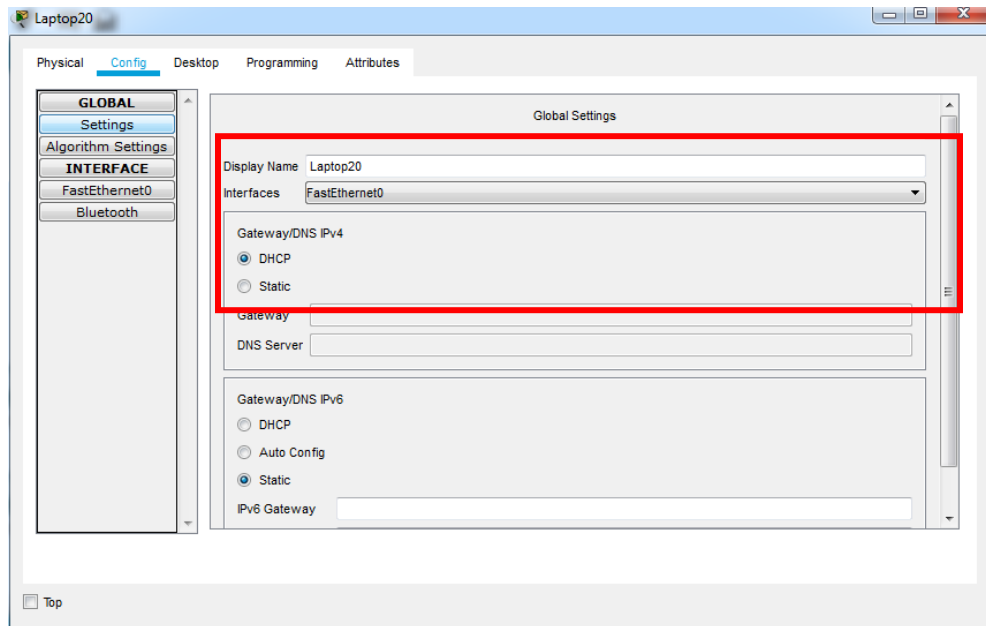 Laptop20
Physical Config Desktop Programming Attributes
GLOBAL
Settings
Algorithm Settings
INTERFACE
FastEthernet0
Bluetooth
Global Settings
Display Name Laptop20
Interfaces FastEthernet0
Gateway/DNS IPv4
DHCP
Static
Gateway
DNS Server
Gateway/DNS IPv6
DHCP
Auto Config
Static
IPv6 Gateway
Top